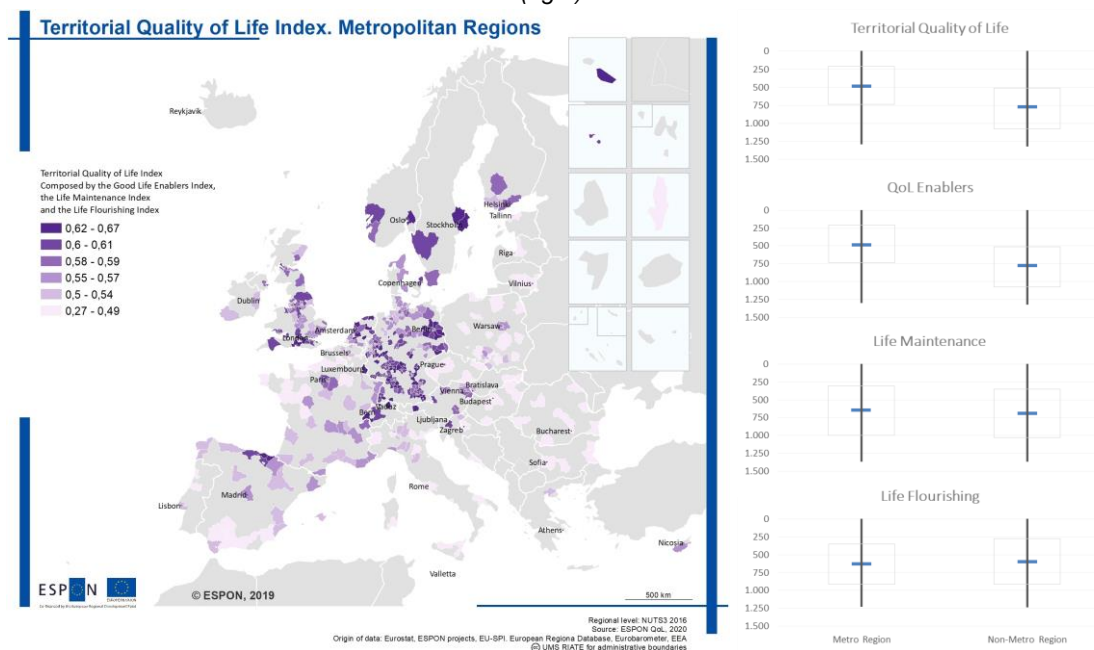 Territorial Quality of Life Index. Metropolitan Regions
Reykjavik
Territorial Quality of Life Index
Composed by the Good Life Enablers Index,
the Life Maintenance Index
and the Life Flourishing Index
0,62 - 0,67
0,6 - 0,61
0,58 - 0,59
0,55 - 0,57
0,5 - 0,54
0,27 - 0,49
Oslo
Stockholm
Helsinki
Tallinn
Riga
Vilnius
Copenhagen
Dublin
London
Amsterdam
Berlin
Warsaw
Brussels
Luxembourg
Prague
Paris
Vienna
Bratislava
Budapest
Bern
Ljubljana
Zagreb
Bucharest
Sofia
Madrid
Lisbon
Rome
Athens
Nicosia
Valletta
ESPON
© ESPON, 2019
500 km
Regional level: NUTS3 2016
Source: ESPON QoL, 2020
Origin of data: Eurostat, ESPON projects, EU-SPI. European Regiona Database, Eurobarometer, EEA
UMS RIATE for administrative boundaries
Territorial Quality of Life
0
250
500
750
1.000
1.250
1.500
QoL Enablers
0
250
500
750
1.000
1.250
1.500
Life Maintenance
0
250
500
750
1.000
1.250
1.500
Life Flourishing
0
250
500
750
1.000
1.250
1.500
Metro Region
Non-Metro Region